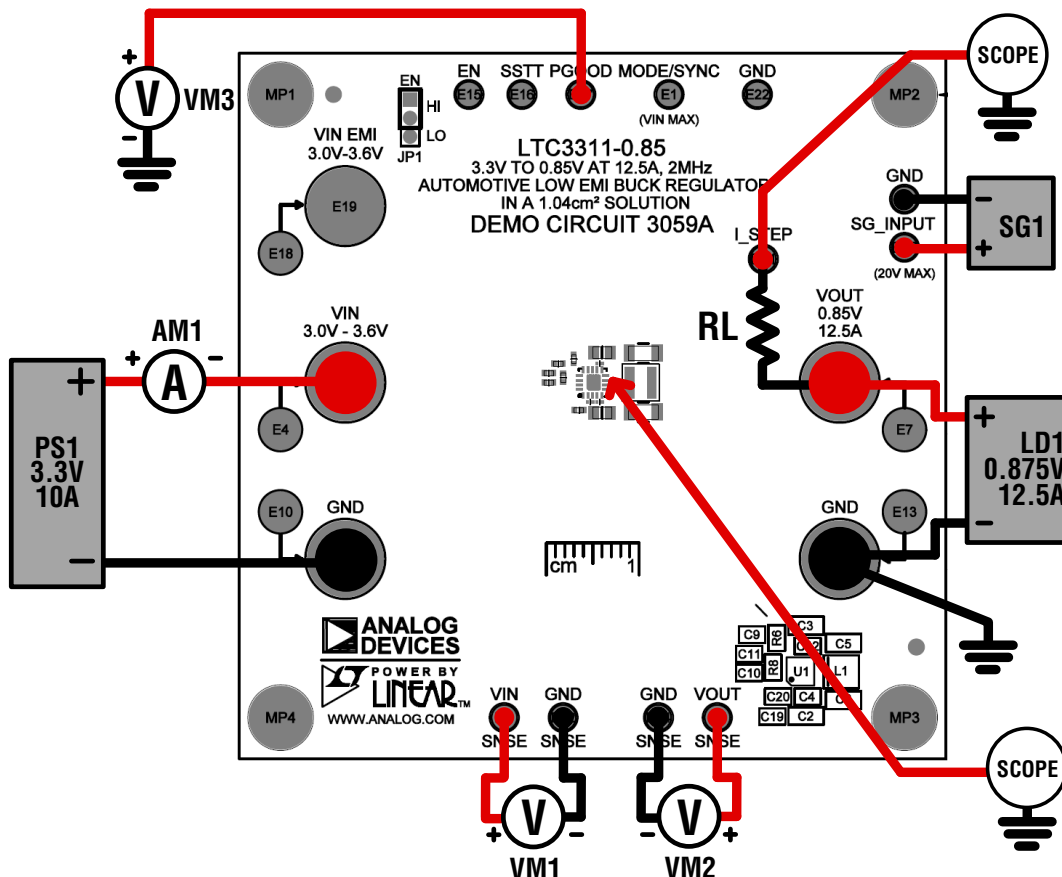 SCOPE
+
V
VM3
−
MP1
EN
HI
LO
JP1
EN
E15
SSTT
E16
PGOOD
MODE/SYNC
E1
(VIN MAX)
GND
E22
MP2
VIN EMI
3.0V-3.6V
E19
E18
LTC3311-0.85
3.3V TO 0.85V AT 12.5A, 2MHz
AUTOMOTIVE LOW EMI BUCK REGULATOR
IN A 1.04cm² SOLUTION
DEMO CIRCUIT 3059A
GND
SG_INPUT
(20V MAX)
−
+
SG1
I_STEP
RL
VOUT
0.85V
12.5A
VIN
3.0V - 3.6V
AM1
+
A
−
+
PS1
3.3V
10A
−
E4
E10
GND
E7
E13
GND
+
LD1
0.875V
12.5A
−
cm
1
ANALOG
DEVICES
POWER BY
LINEAR™
WWW.ANALOG.COM
C3
C9
R6
C5
C11
C10
R8
U1
L1
C20
C4
C19
C2
MP4
MP3
VIN
SNSE
GND
SNSE
GND
SNSE
VOUT
SNSE
+
V
−
VM1
−
V
+
VM2
SCOPE